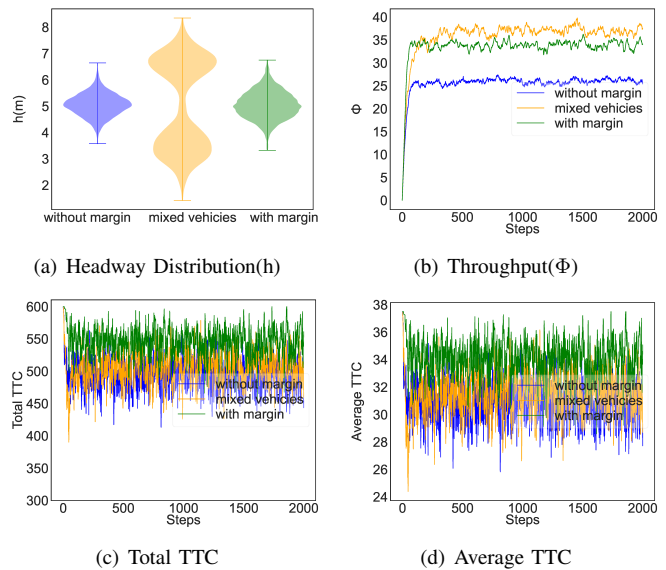 8
7
6
5
4
3
2
h(m)
without margin mixed vehicies with margin
(a) Headway Distribution(h)
40
35
30
25
20
15
10
5
0
Φ
without margin
mixed vehicies
with margin
0 500 1000 1500 2000
Steps
(b) Throughput(Φ)
600
550
500
450
400
350
300
Total TTC
without margin
mixed vehicies
with margin
0 500 1000 1500 2000
Steps
(c) Total TTC
38
36
34
32
30
28
26
24
Average TTC
without margin
mixed vehicies
with margin
0 500 1000 1500 2000
Steps
(d) Average TTC